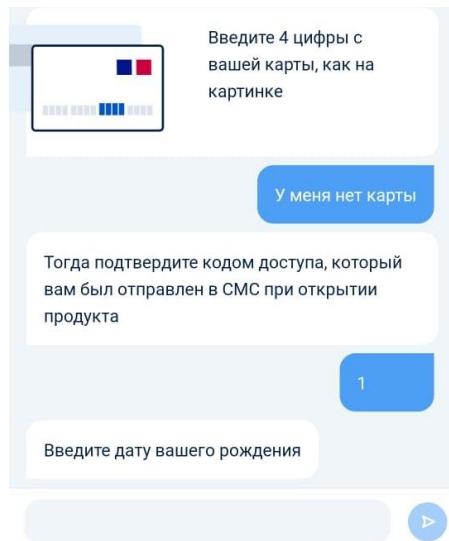 Введите 4 цифры с
вашей карты, как на
картинке
У меня нет карты
Тогда подтвердите кодом доступа, который
вам был отправлен в СМС при открытии
продукта
1
Введите дату вашего рождения